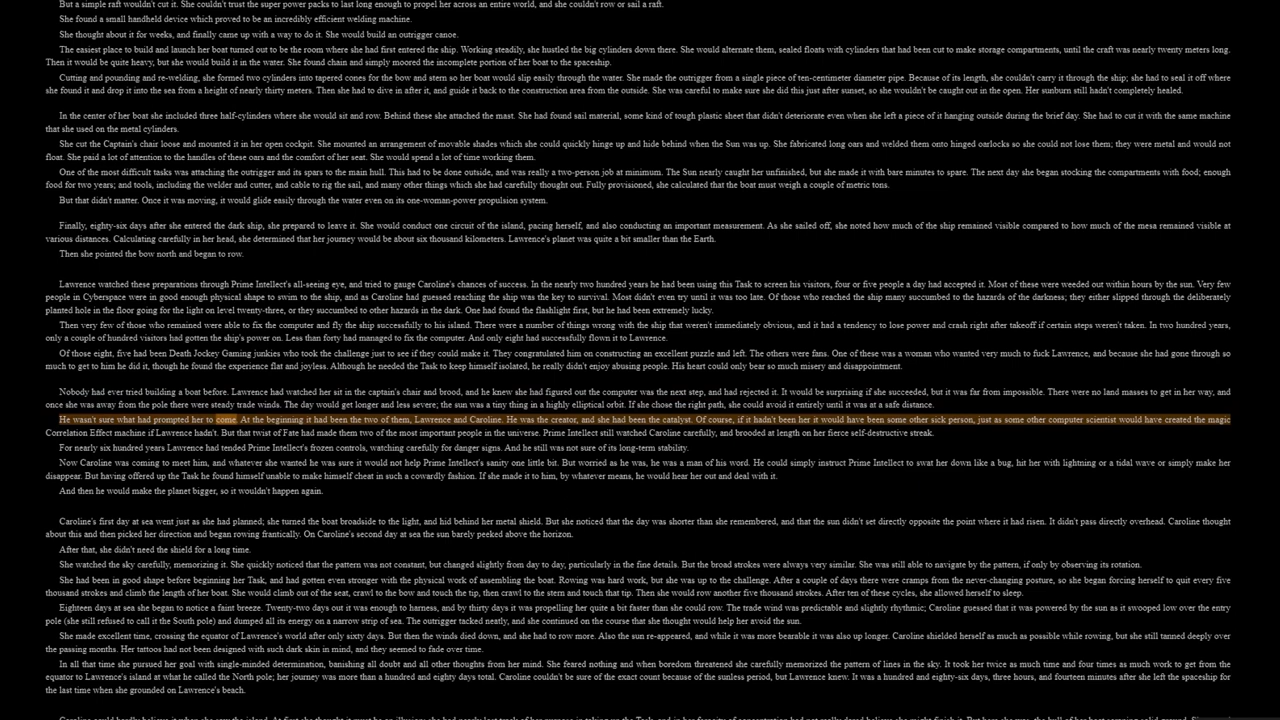 But a simple raft wouldn't cut it. She couldn't trust the super power packs to last long enough to propel her across an entire world, and she couldn't row or sail a raft.
She found a small handheld device which proved to be an incredibly efficient welding machine.
She thought about it for weeks, and finally came up with a way to do it. She would build an outrigger canoe.
The easiest place to build and launch her boat turned out to be the room where she had first entered the ship. Working steadily, she hustled the big cylinders down there. She would alternate them, sealed floats with cylinders that had been cut to make storage compartments, until the craft was nearly twenty meters long.
Then it would be quite heavy, but she would build it in the water. She found chain and simply moored the incomplete portion of her boat to the spaceship.
Cutting and pounding and re-welding, she formed two cylinders into tapered cones for the bow and stern so her boat would slip easily through the water. She made the outrigger from a single piece of ten-centimeter diameter pipe. Because of its length, she couldn't carry it through the ship; she had to seal it off where
she found it and drop it into the sea from a height of nearly thirty meters. Then she had to dive in after it, and guide it back to the construction area from the outside. She was careful to make sure she did this just after sunset, so she wouldn't be caught out in the open. Her sunburn still hadn't completely healed.
In the center of her boat she included three half-cylinders where she would sit and row. Behind these she attached the mast. She had found sail material, some kind of tough plastic sheet that didn't deteriorate even when she left a piece of it hanging outside during the brief day. She had to cut it with the same machine
that she used on the metal cylinders.
She cut the Captain's chair loose and mounted it in her open cockpit. She mounted an arrangement of movable shades which she could quickly hinge up and hide behind when the Sun was up. She fabricated long oars and welded them onto hinged oarlocks so she could not lose them; they were metal and would not
float. She paid a lot of attention to the handles of these oars and the comfort of her seat. She would spend a lot of time working them.
One of the most difficult tasks was attaching the outrigger and its spars to the main hull. This had to be done outside, and was really a two-person job at minimum. The Sun nearly caught her unfinished, but she made it with bare minutes to spare. The next day she began stocking the compartments with food; enough
food for two years; and tools, including the welder and cutter, and cable to rig the sail, and many other things which she had carefully thought out. Fully provisioned, she calculated that the boat must weigh a couple of metric tons.
But that didn't matter. Once it was moving, it would glide easily through the water even on its one-woman-power propulsion system.
Finally, eighty-six days after she entered the dark ship, she prepared to leave it. She would conduct one circuit of the island, pacing herself, and also conducting an important measurement. As she sailed off, she noted how much of the ship remained visible compared to how much of the mesa remained visible at
various distances. Calculating carefully in her head, she determined that her journey would be about six thousand kilometers. Lawrence's planet was quite a bit smaller than the Earth.
Then she pointed the bow north and began to row.
Lawrence watched these preparations through Prime Intellect's all-seeing eye, and tried to gauge Caroline's chances of success. In the nearly two hundred years he had been using this Task to screen his visitors, four or five people a day had accepted it. Most of these were weeded out within hours by the sun. Very few
people in Cyberspace were in good enough physical shape to swim to the ship, and as Caroline had guessed reaching the ship was the key to survival. Most didn't even try until it was too late. Of those who reached the ship many succumbed to the hazards of the darkness; they either slipped through the deliberately
planted hole in the floor going for the light on level twenty-three, or they succumbed to other hazards in the dark. One had found the flashlight first, but he had been extremely lucky.
Then very few of those who remained were able to fix the computer and fly the ship successfully to his island. There were a number of things wrong with the ship that weren't immediately obvious, and it had a tendency to lose power and crash right after takeoff if certain steps weren't taken. In two hundred years,
only a couple of hundred visitors had gotten the ship's power on. Less than forty had managed to fix the computer. And only eight had successfully flown it to Lawrence.
Of those eight, five had been Death Jockey Gaming junkies who took the challenge just to see if they could make it. They congratulated him on constructing an excellent puzzle and left. The others were fans. One of these was a woman who wanted very much to fuck Lawrence, and because she had gone through so
much to get to him he did it, though he found the experience flat and joyless. Although he needed the Task to keep himself isolated, he really didn't enjoy abusing people. His heart could only bear so much misery and disappointment.
Nobody had ever tried building a boat before. Lawrence had watched her sit in the captain's chair and brood, and he knew she had figured out the computer was the next step, and had rejected it. It would be surprising if she succeeded, but it was far from impossible. There were no land masses to get in her way, and
once she was away from the pole there were steady trade winds. The day would get longer and less severe; the sun was a tiny thing in a highly elliptical orbit. If she chose the right path, she could avoid it entirely until it was at a safe distance.
He wasn't sure what had prompted her to come. At the beginning it had been the two of them, Lawrence and Caroline. He was the creator, and she had been the catalyst. Of course, if it hadn't been her it would have been some other sick person, just as some other computer scientist would have created the magic
Correlation Effect machine if Lawrence hadn't. But that twist of Fate had made them two of the most important people in the universe. Prime Intellect still watched Caroline carefully, and brooded at length on her fierce self-destructive streak.
For nearly six hundred years Lawrence had tended Prime Intellect's frozen controls, watching carefully for danger signs. And he still was not sure of its long-term stability.
Now Caroline was coming to meet him, and whatever she wanted he was sure it would not help Prime Intellect's sanity one little bit. But worried as he was, he was a man of his word. He could simply instruct Prime Intellect to swat her down like a bug, hit her with lightning or a tidal wave or simply make her
disappear. But having offered up the Task he found himself unable to make himself cheat in such a cowardly fashion. If she made it to him, by whatever means, he would hear her out and deal with it.
And then he would make the planet bigger, so it wouldn't happen again.
Caroline's first day at sea went just as she had planned; she turned the boat broadside to the light, and hid behind her metal shield. But she noticed that the day was shorter than she remembered, and that the sun didn't set directly opposite the point where it had risen. It didn't pass directly overhead. Caroline thought
about this and then picked her direction and began rowing frantically. On Caroline's second day at sea the sun barely peeked above the horizon.
After that, she didn't need the shield for a long time.
She watched the sky carefully, memorizing it. She quickly noticed that the pattern was not constant, but changed slightly from day to day, particularly in the fine details. But the broad strokes were always very similar. She was still able to navigate by the pattern, if only by observing its rotation.
She had been in good shape before beginning her Task, and had gotten even stronger with the physical work of assembling the boat. Rowing was hard work, but she was up to the challenge. After a couple of days there were cramps from the never-changing posture, so she began forcing herself to quit every five
thousand strokes and climb the length of her boat. She would climb out of the seat, crawl to the bow and touch the tip, then crawl to the stern and touch that tip. Then she would row another five thousand strokes. After ten of these cycles, she allowed herself to sleep.
Eighteen days at sea she began to notice a faint breeze. Twenty-two days out it was enough to harness, and by thirty days it was propelling her quite a bit faster than she could row. The trade wind was predictable and slightly rhythmic; Caroline guessed that it was powered by the sun as it swooped low over the entry
pole (she still refused to call it the South pole) and dumped all its energy on a narrow strip of sea. The outrigger tacked neatly, and she continued on the course that she thought would help her avoid the sun.
She made excellent time, crossing the equator of Lawrence's world after only sixty days. But then the winds died down, and she had to row more. Also the sun re-appeared, and while it was more bearable it was also up longer. Caroline shielded herself as much as possible while rowing, but she still tanned deeply over
the passing months. Her tattoos had not been designed with such dark skin in mind, and they seemed to fade over time.
In all that time she pursued her goal with single-minded determination, banishing all doubt and all other thoughts from her mind. She feared nothing and when boredom threatened she carefully memorized the pattern of lines in the sky. It took her twice as much time and four times as much work to get from the
equator to Lawrence's island at what he called the North pole; her journey was more than a hundred and eighty days total. Caroline couldn't be sure of the exact count because of the sunless period, but Lawrence knew. It was a hundred and eighty-six days, three hours, and fourteen minutes after she left the spaceship for
the last time when she grounded on Lawrence's beach.